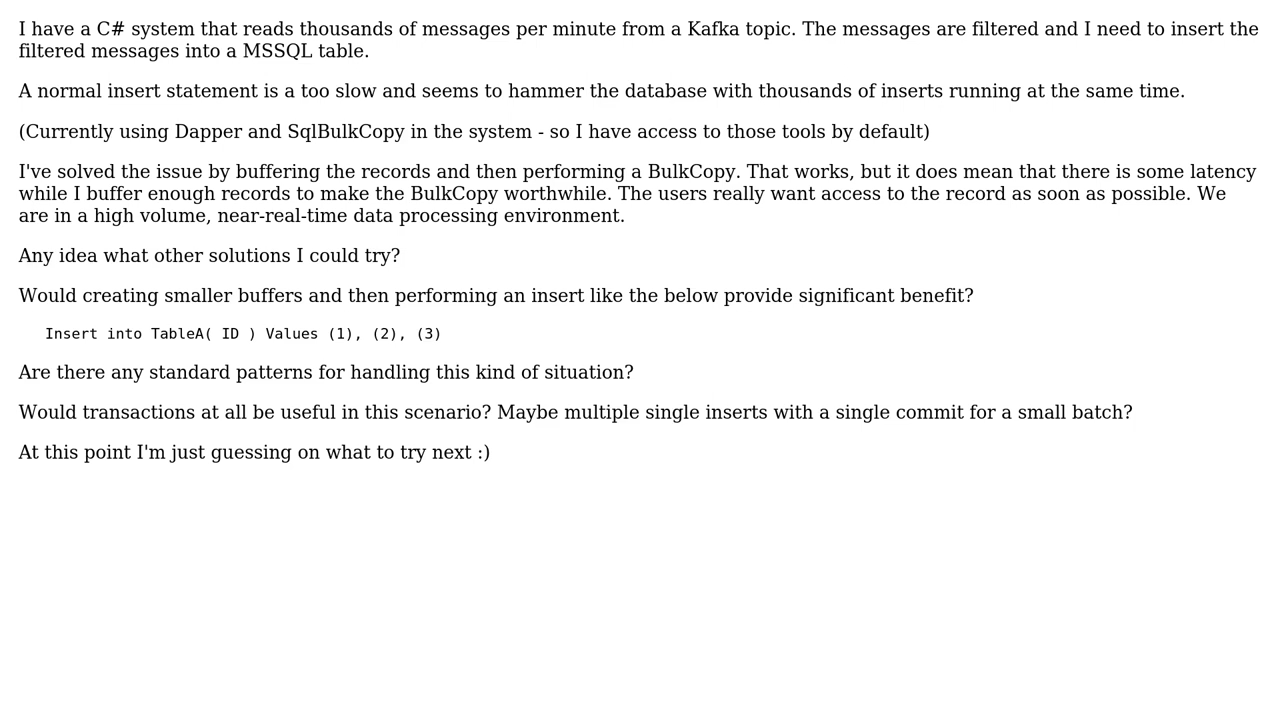 I have a C# system that reads thousands of messages per minute from a Kafka topic. The messages are filtered and I need to insert the
filtered messages into a MSSQL table.
A normal insert statement is a too slow and seems to hammer the database with thousands of inserts running at the same time.
(Currently using Dapper and SqlBulkCopy in the system - so I have access to those tools by default)
I've solved the issue by buffering the records and then performing a BulkCopy. That works, but it does mean that there is some latency
while I buffer enough records to make the BulkCopy worthwhile. The users really want access to the record as soon as possible. We
are in a high volume, near-real-time data processing environment.
Any idea what other solutions I could try?
Would creating smaller buffers and then performing an insert like the below provide significant benefit?
Insert into TableA( ID ) Values (1), (2), (3)
Are there any standard patterns for handling this kind of situation?
Would transactions at all be useful in this scenario? Maybe multiple single inserts with a single commit for a small batch?
At this point I'm just guessing on what to try next :)